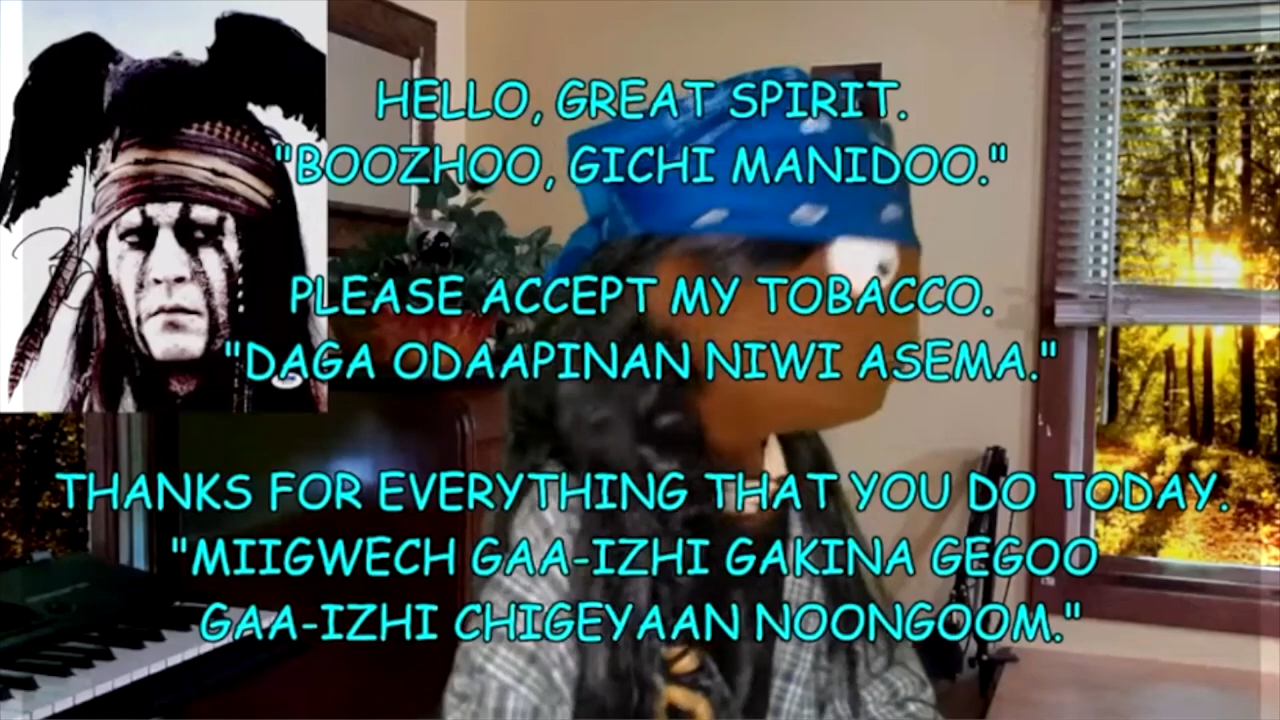 HELLO, GREAT SPIRIT.
"BOOZHOO, GICHI MANIDOO."
PLEASE ACCEPT MY TOBACCO.
"DAGA ODAAPINAN NIWI ASEMA."
THANKS FOR EVERYTHING THAT YOU DO TODAY.
"MIIGWECH GAA-IZHI GAKINA GEGOO
GAA-IZHI CHIGEYAAN NOONGOOM."